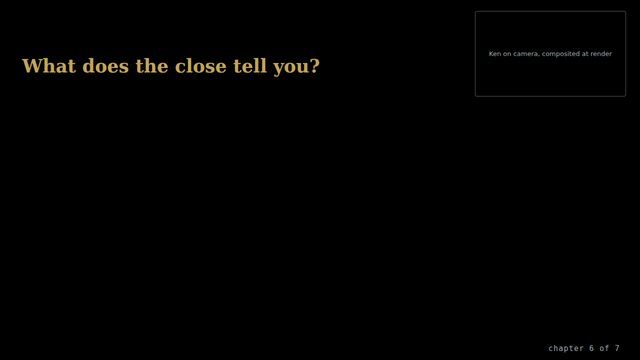 Ken on camera, composited at render
What does the close tell you?
chapter 6 of 7